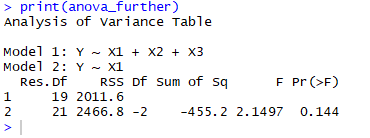 > print(anova_further)
Analysis of Variance Table

Model 1: Y ~ X1 + X2 + X3
Model 2: Y ~ X1
  Res.Df    RSS Df Sum of Sq      F Pr(>F)
1     19 2011.6
2     21 2466.8 -2    -455.2 2.1497  0.144
>